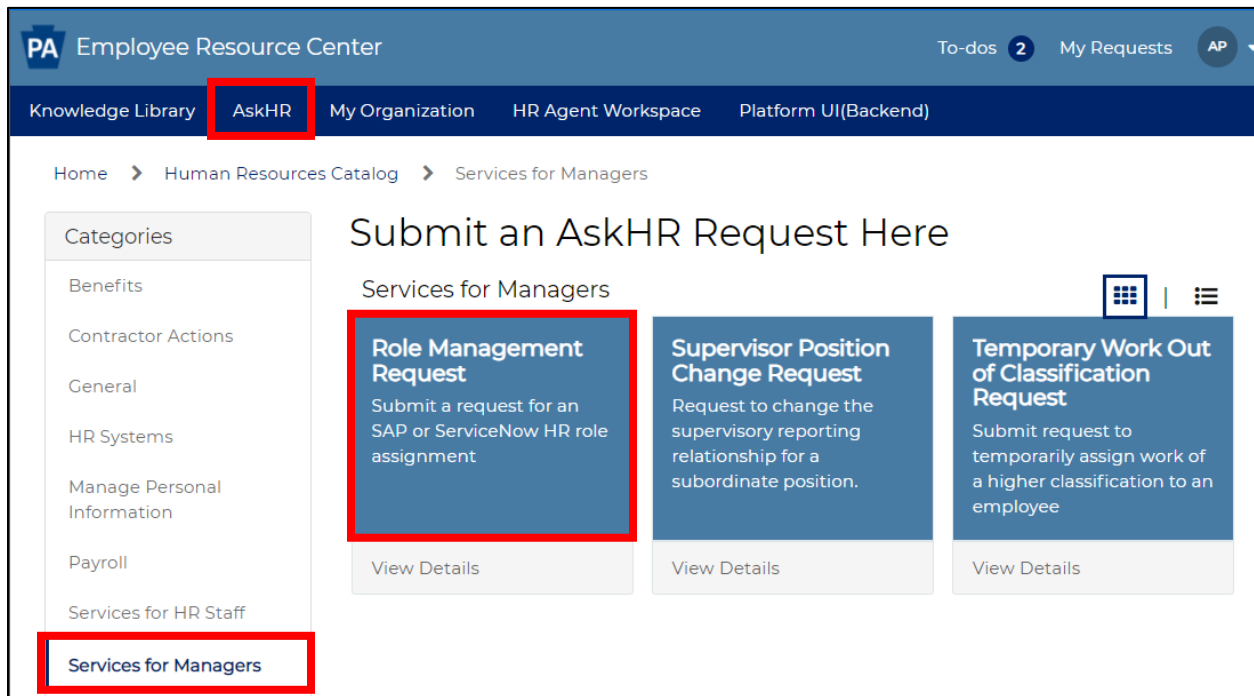 PA Employee Resource Center
To-dos 2 My Requests AP
Knowledge Library AskHR My Organization HR Agent Workspace Platform UI(Backend)
Home > Human Resources Catalog > Services for Managers
Categories
Benefits
Contractor Actions
General
HR Systems
Manage Personal
Information
Payroll
Services for HR Staff
Services for Managers
Submit an AskHR Request Here
Services for Managers
Role Management
Request
Submit a request for an
SAP or ServiceNow HR role
assignment
View Details
Supervisor Position
Change Request
Request to change the
supervisory reporting
relationship for a
subordinate position.
View Details
Temporary Work Out
of Classification
Request
Submit request to
temporarily assign work of
a higher classification to an
employee
View Details